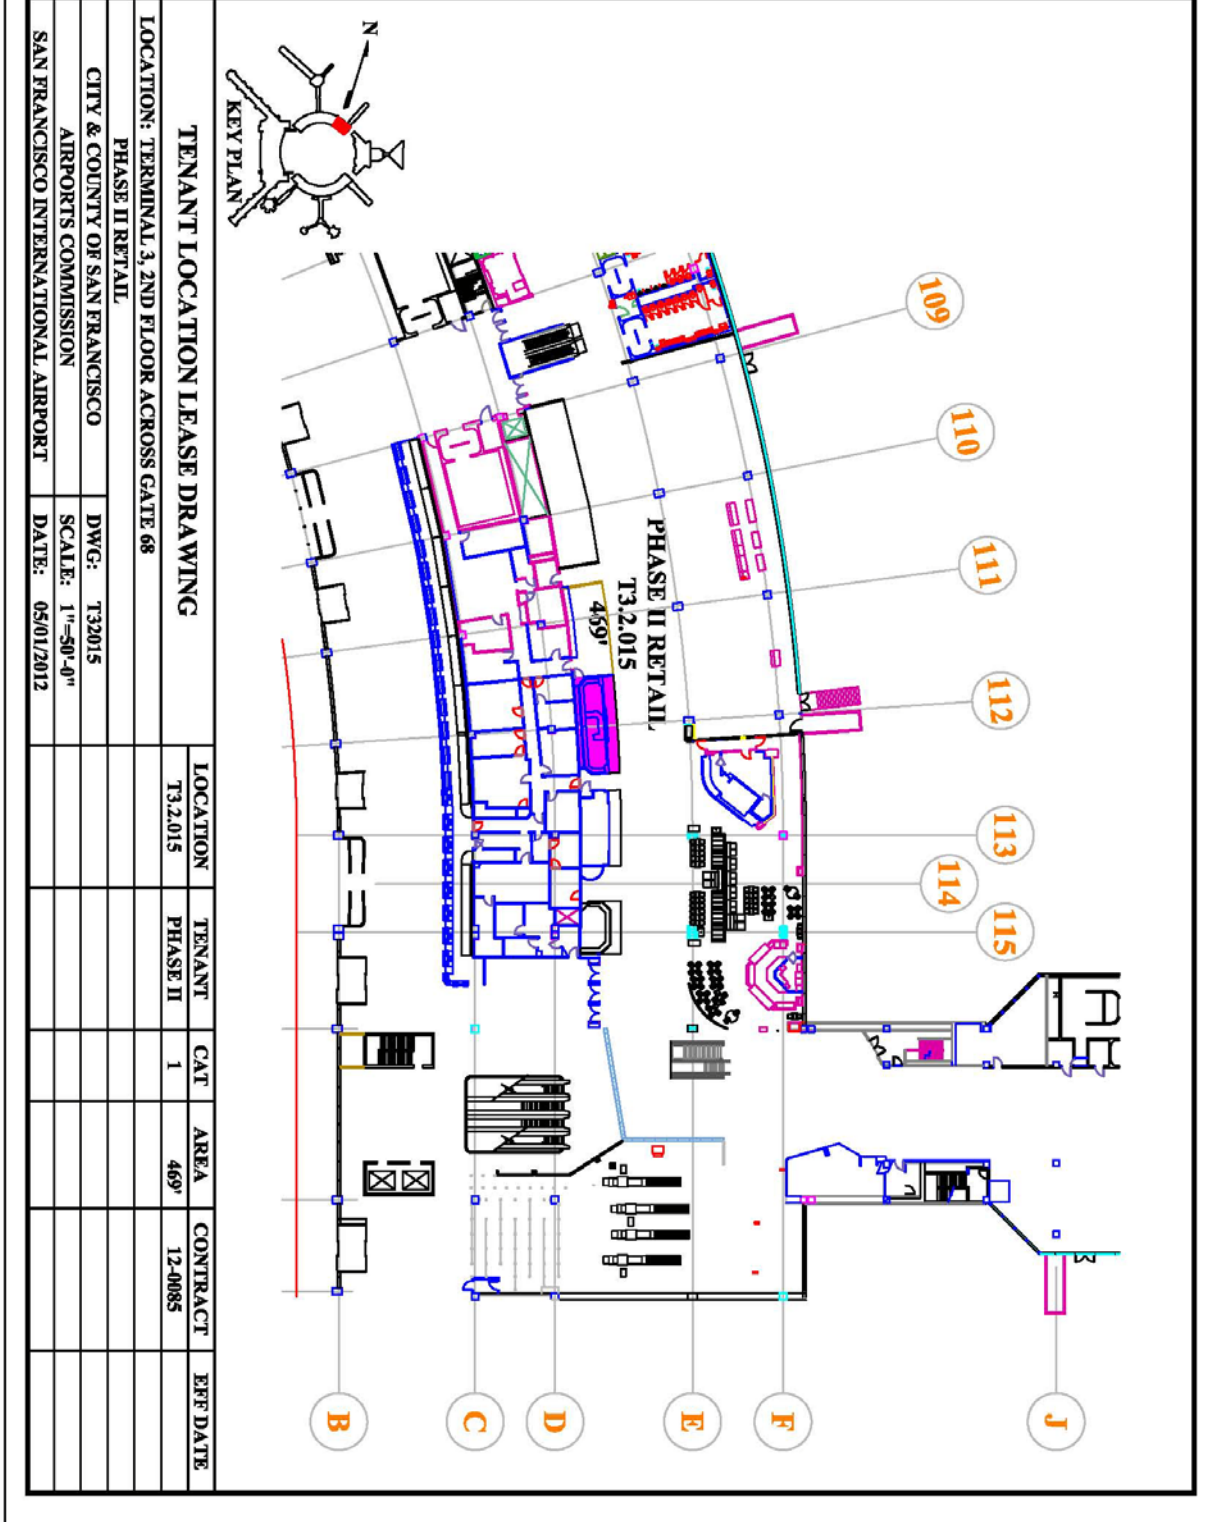 109
110
111
112
113
114
115
B
C
D
E
F
J
PHASE II RETAIL
T3.2.015
469'
N
KEY PLAN
TENANT LOCATION LEASE DRAWING
LOCATION: TERMINAL 3, 2ND FLOOR ACROSS GATE 68
PHASE II RETAIL
CITY & COUNTY OF SAN FRANCISCO
AIRPORTS COMMISSION
SAN FRANCISCO INTERNATIONAL AIRPORT
DWG: T32015
SCALE: 1"=50'-0"
DATE: 05/01/2012
LOCATION TENANT CAT AREA CONTRACT EFF DATE
T3.2.015 PHASE II 1 469' 12-0085